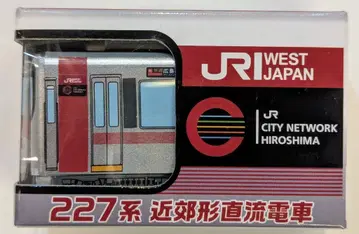 JR WEST
JAPAN
JR
CITY NETWORK
HIROSHIMA
227系 近郊形直流電車